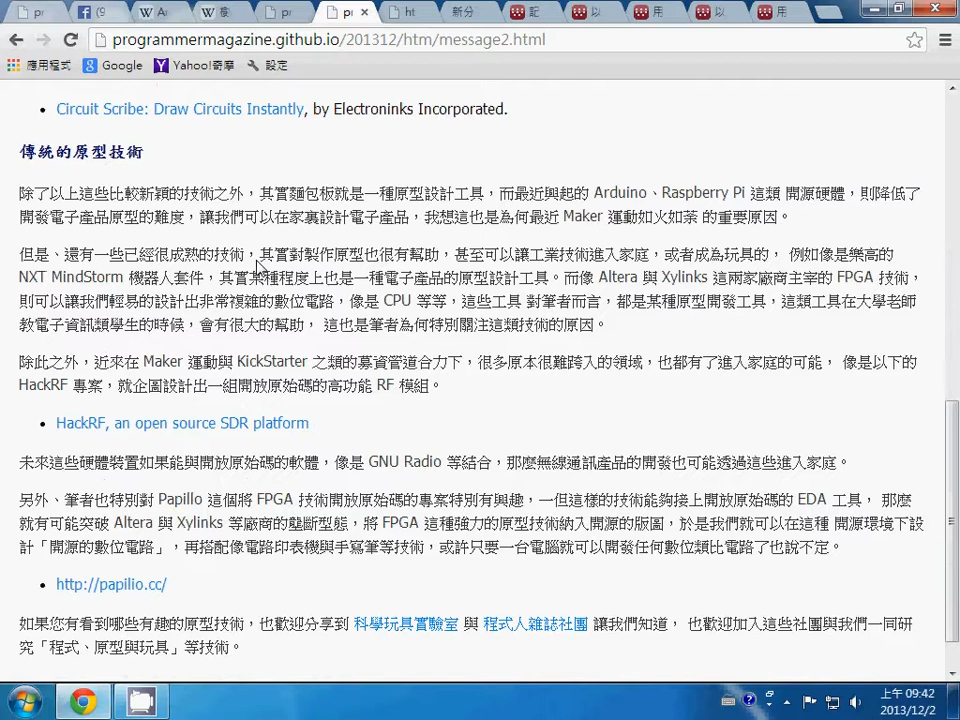 pr
(9
W A
W 樓
pr
pr
ht
新分
記
以
用
以
用
programmermagazine.github.io/201312/htm/message2.html
應用程式 Google Yahoo!奇摩 設定
Circuit Scribe: Draw Circuits Instantly, by Electroninks Incorporated.
傳統的原型技術
除了以上這些比較新穎的技術之外，其實麵包板就是一種原型設計工具，而最近興起的 Arduino、Raspberry Pi 這類 開源硬體，則降低了
開發電子產品原型的難度，讓我們可以在家裏設計電子產品，我想這也是為何最近 Maker 運動如火如荼 的重要原因。
但是、還有一些已經很成熟的技術，其實對製作原型也很有幫助，甚至可以讓工業技術進入家庭，或者成為玩具的， 例如像是樂高的
NXT MindStorm 機器人套件，其實某種程度上也是一種電子產品的原型設計工具。而像 Altera 與 Xylinks 這兩家廠商主宰的 FPGA 技術，
則可以讓我們輕易的設計出非常複雜的數位電路，像是 CPU 等等，這些工具 對筆者而言，都是某種原型開發工具，這類工具在大學老師
教電子資訊類學生的時候，會有很大的幫助， 這也是筆者為何特別關注這類技術的原因。
除此之外，近來在 Maker 運動與 KickStarter 之類的募資管道合力下，很多原本很難跨入的領域，也都有了進入家庭的可能， 像是以下的
HackRF 專案，就企圖設計出一組開放原始碼的高功能 RF 模組。
HackRF, an open source SDR platform
未來這些硬體裝置如果能與開放原始碼的軟體，像是 GNU Radio 等結合，那麼無線通訊產品的開發也可能透過這些進入家庭。
另外、筆者也特別對 Papillo 這個將 FPGA 技術開放原始碼的專案特別有興趣，一但這樣的技術能夠接上開放原始碼的 EDA 工具， 那麼
就有可能突破 Altera 與 Xylinks 等廠商的壟斷型態，將 FPGA 這種強力的原型技術納入開源的版圖，於是我們就可以在這種 開源環境下設
計「開源的數位電路」，再搭配像電路印表機與手寫筆等技術，或許只要一台電腦就可以開發任何數位類比電路了也說不定。
http://papilio.cc/
如果您有看到哪些有趣的原型技術，也歡迎分享到 科學玩具實驗室 與 程式人雜誌社團 讓我們知道， 也歡迎加入這些社團與我們一同研
究「程式、原型與玩具」等技術。
上午 09:42
2013/12/2